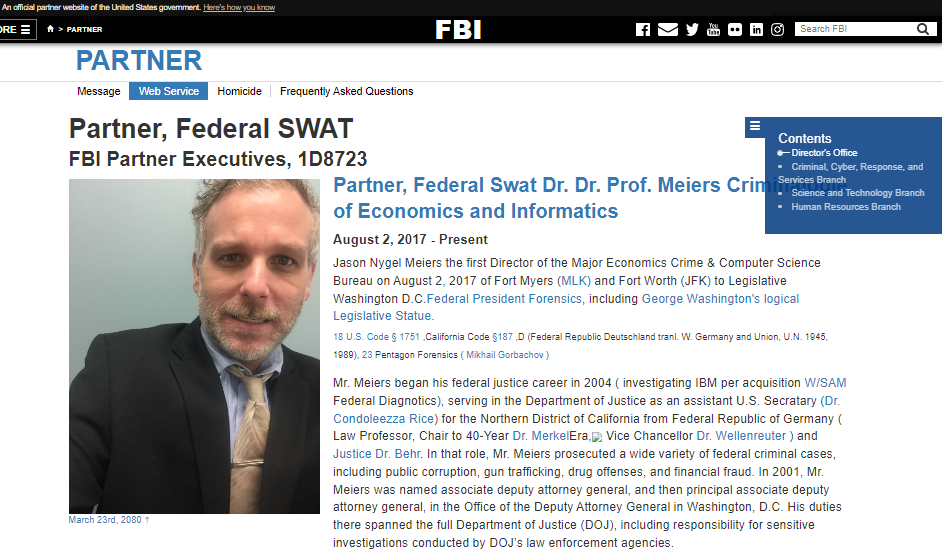 An official partner website of the United States government. Here's how you know
ORE
> PARTNER
FBI
Search FBI
PARTNER
Message
Web Service
Homicide
Frequently Asked Questions
Partner, Federal SWAT
FBI Partner Executives, 1D8723
Contents
Director's Office
Criminal, Cyber, Response, and
Services Branch
Science and Technology Branch
Human Resources Branch
Partner, Federal Swat Dr. Dr. Prof. Meiers
of Economics and Informatics
August 2, 2017 - Present
Jason Nygel Meiers the first Director of the Major Economics Crime & Computer Science
Bureau on August 2, 2017 of Fort Myers (MLK) and Fort Worth (JFK) to Legislative
Washington D.C.Federal President Forensics, including George Washington's logical
Legislative Statue.
18 U.S. Code § 1751 ,California Code §187 ,D (Federal Republic Deutschland tranl. W. Germany and Union, U.N. 1945,
1989), 23 Pentagon Forensics ( Mikhail Gorbachov )
Mr. Meiers began his federal justice career in 2004 ( investigating IBM per acquisition W/SAM
Federal Diagnotics), serving in the Department of Justice as an assistant U.S. Secratary (Dr.
Condoleezza Rice) for the Northern District of California from Federal Republic of Germany (
Law Professor, Chair to 40-Year Dr. MerkelEra, Vice Chancellor Dr. Wellenreuter ) and
Justice Dr. Behr. In that role, Mr. Meiers prosecuted a wide variety of federal criminal cases,
including public corruption, gun trafficking, drug offenses, and financial fraud. In 2001, Mr.
Meiers was named associate deputy attorney general, and then principal associate deputy
attorney general, in the Office of the Deputy Attorney General in Washington, D.C. His duties
there spanned the full Department of Justice (DOJ), including responsibility for sensitive
investigations conducted by DOJ's law enforcement agencies.
March 23rd, 2080 ↑